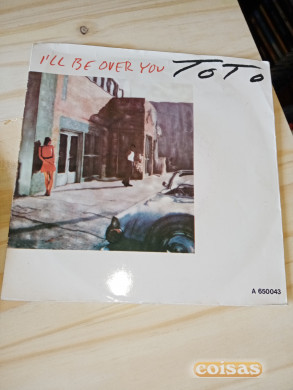 I'LL BE OVER YOU TOTO
A 650043
coisas